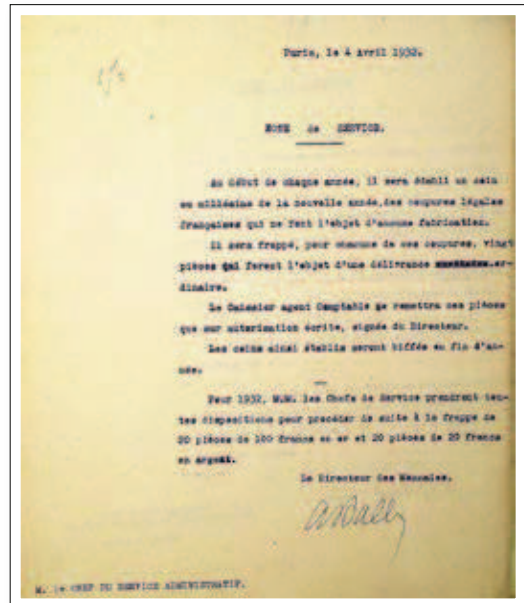 Paris, le 4 Avril 1932.
NOTE de SERVICE.
Au début de chaque année, il sera établi un coin
au millésime de la nouvelle année, des coupures légales
françaises qui ne font l'objet d'aucune fabrication.
Il sera frappé, pour chacune de ces coupures, vingt
pièces qui feront l'objet d'une délivrance or-
dinaire.
Le Caissier agent Comptable ne remettra ces pièces
que sur autorisation écrite, signée du Directeur.
Les coins ainsi établis seront biffés en fin d'an-
née.
Pour 1932, M.M. les Chefs de Service prendront tou-
tes dispositions pour procéder de suite à la frappe de
20 pièces de 100 francs en or et 20 pièces de 20 francs
en argent.
Le Directeur des Monnaies,
M. le CHEF DU SERVICE ADMINISTRATIF.